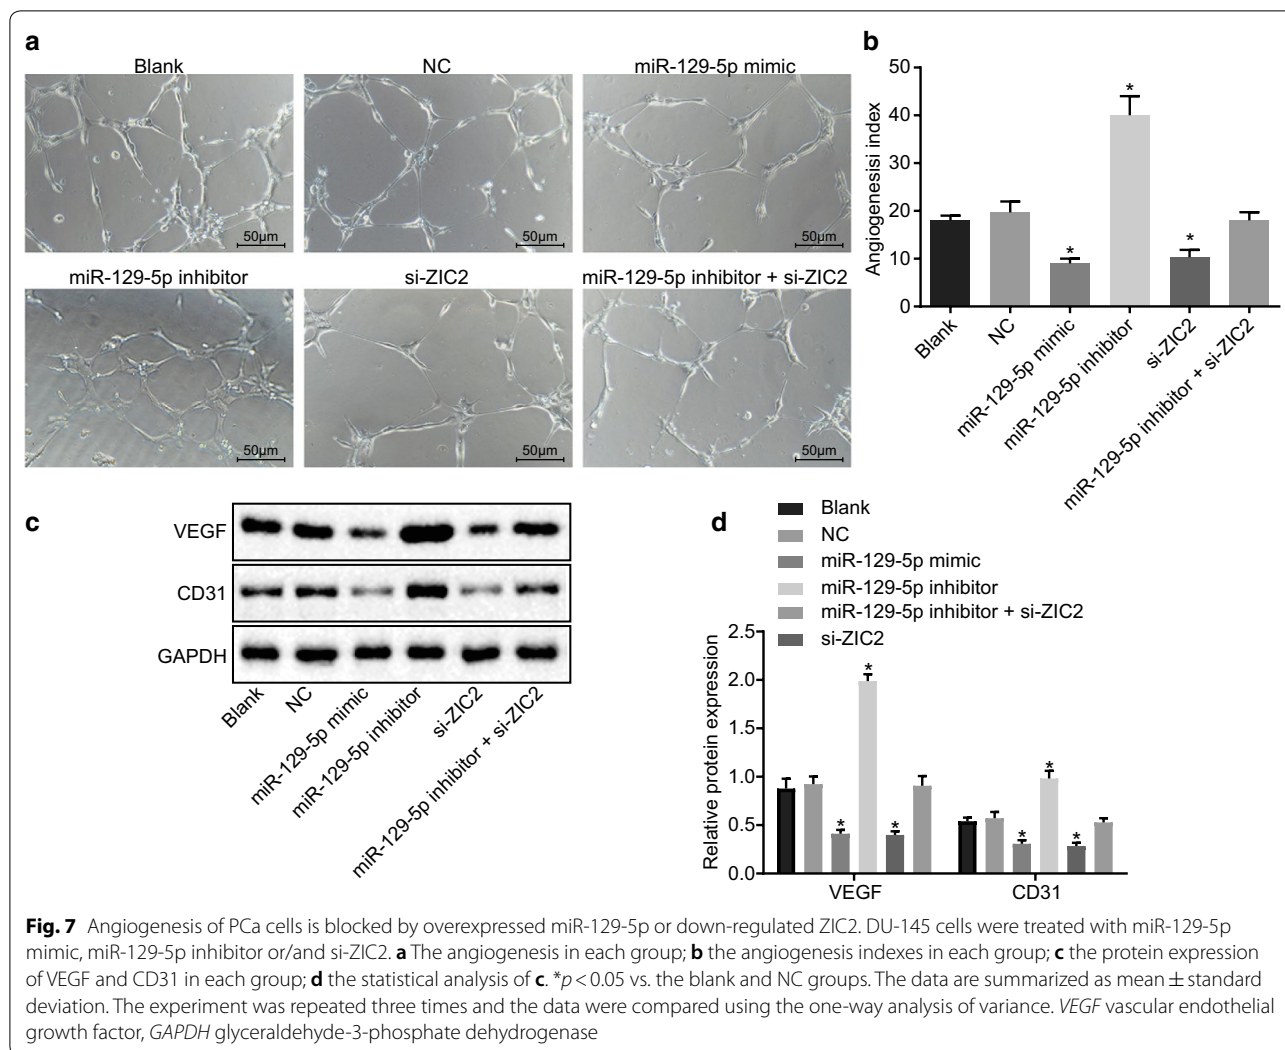 a
Blank
NC
miR-129-5p mimic
50µm
50µm
50µm
miR-129-5p inhibitor
si-ZIC2
miR-129-5p inhibitor + si-ZIC2
50µm
50µm
50µm
b
Angiogenesisi index
50
40
30
20
10
0
*
*
*
Blank
NC
miR-129-5p mimic
miR-129-5p inhibitor
si-ZIC2
miR-129-5p inhibitor + si-ZIC2
c
VEGF
CD31
GAPDH
Blank
NC
miR-129-5p mimic
miR-129-5p inhibitor
si-ZIC2
miR-129-5p inhibitor + si-ZIC2
d
Blank
NC
miR-129-5p mimic
miR-129-5p inhibitor
miR-129-5p inhibitor + si-ZIC2
si-ZIC2
Relative protein expression
2.5
2.0
1.5
1.0
0.5
0.0
*
*
*
*
*
*
VEGF
CD31
Fig. 7 Angiogenesis of PCa cells is blocked by overexpressed miR-129-5p or down-regulated ZIC2. DU-145 cells were treated with miR-129-5p
mimic, miR-129-5p inhibitor or/and si-ZIC2. a The angiogenesis in each group; b the angiogenesis indexes in each group; c the protein expression
of VEGF and CD31 in each group; d the statistical analysis of c. *p < 0.05 vs. the blank and NC groups. The data are summarized as mean ± standard
deviation. The experiment was repeated three times and the data were compared using the one-way analysis of variance. VEGF vascular endothelial
growth factor, GAPDH glyceraldehyde-3-phosphate dehydrogenase